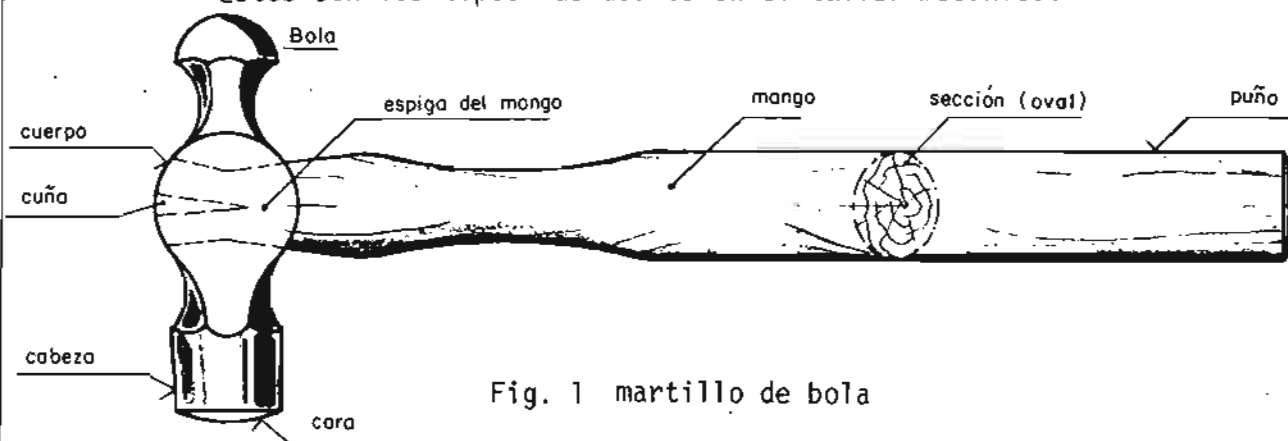 Bola
espiga del mango
mango
sección (oval)
puño
cuerpo
cuña
cabeza
Fig. 1 martillo de bola
cara